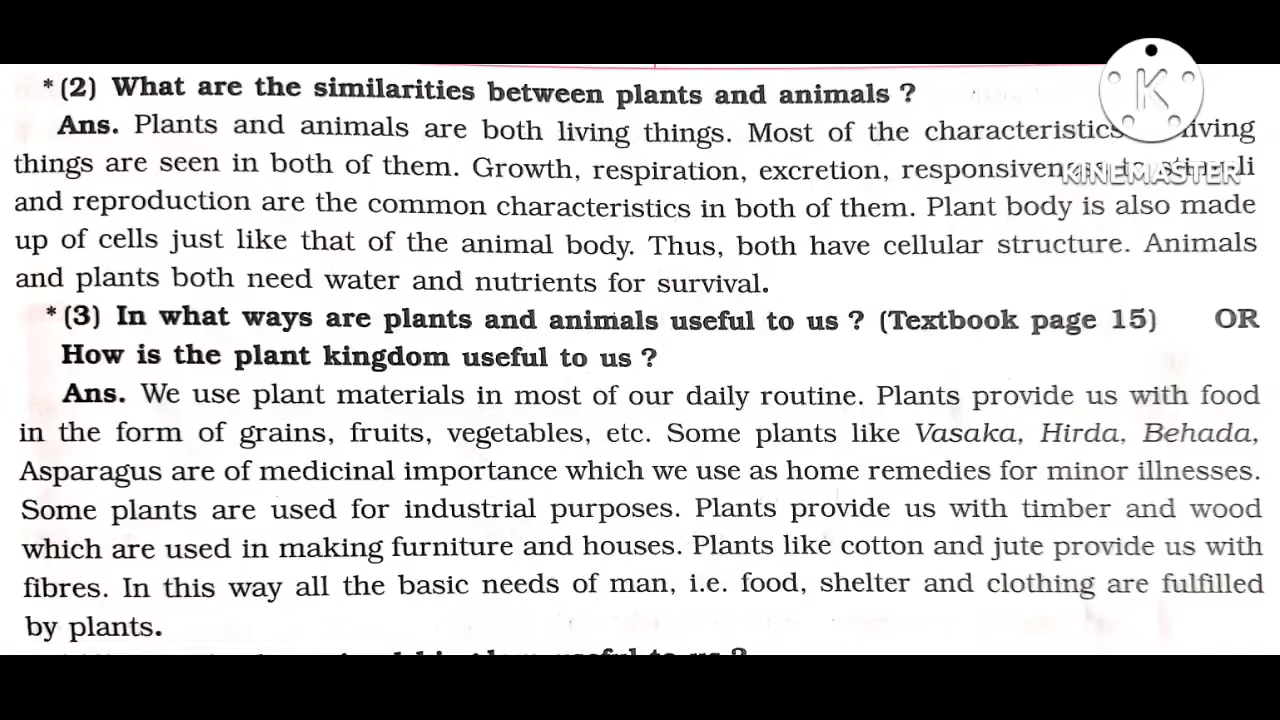 *(2) What are the similarities between plants and animals ?
Ans. Plants and animals are both living things. Most of the characteristics living
things are seen in both of them. Growth, respiration, excretion, responsiveness to stimuli
and reproduction are the common characteristics in both of them. Plant body is also made
up of cells just like that of the animal body. Thus, both have cellular structure. Animals
and plants both need water and nutrients for survival.
*(3) In what ways are plants and animals useful to us ? (Textbook page 15) OR
How is the plant kingdom useful to us ?
Ans. We use plant materials in most of our daily routine. Plants provide us with food
in the form of grains, fruits, vegetables, etc. Some plants like Vasaka, Hirda, Behada,
Asparagus are of medicinal importance which we use as home remedies for minor illnesses.
Some plants are used for industrial purposes. Plants provide us with timber and wood
which are used in making furniture and houses. Plants like cotton and jute provide us with
fibres. In this way all the basic needs of man, i.e. food, shelter and clothing are fulfilled
by plants.
useful to us ?
K
KINEMASTER